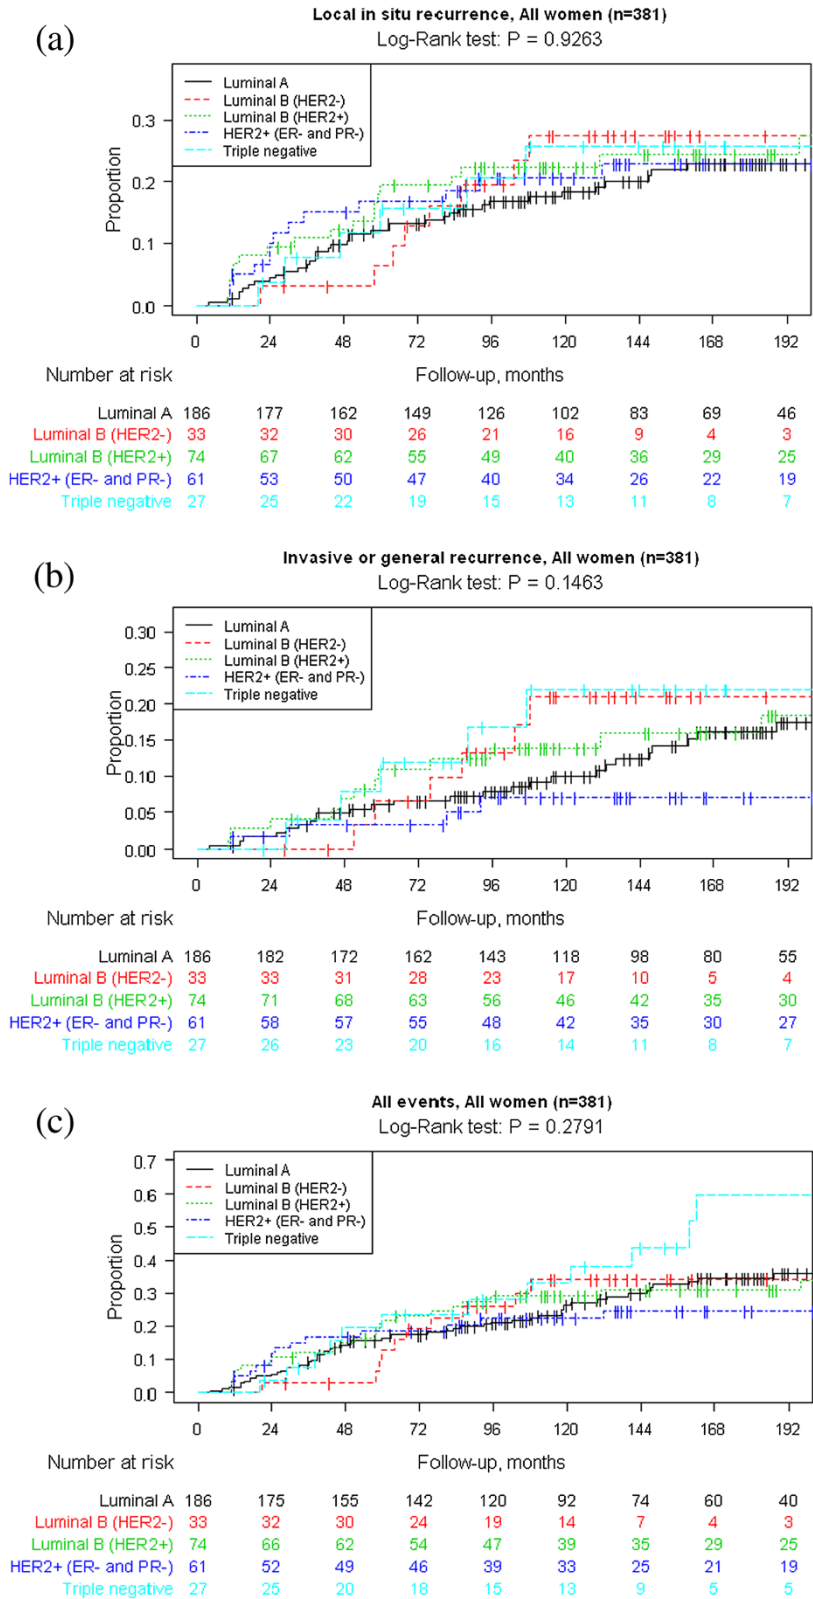 (a)
Local in situ recurrence, All women (n=381)
Log-Rank test: P = 0.9263
Luminal A
Luminal B (HER2-)
Luminal B (HER2+)
HER2+ (ER- and PR-)
Triple negative
Proportion
0.3
0.2
0.1
0.0
0 24 48 72 96 120 144 168 192
Number at risk Follow-up, months
Luminal A 186 177 162 149 126 102 83 69 46
Luminal B (HER2-) 33 32 30 26 21 16 9 4 3
Luminal B (HER2+) 74 67 62 55 49 40 36 29 25
HER2+ (ER- and PR-) 61 53 50 47 40 34 26 22 19
Triple negative 27 25 22 19 15 13 11 8 7
(b)
Invasive or general recurrence, All women (n=381)
Log-Rank test: P = 0.1463
Luminal A
Luminal B (HER2-)
Luminal B (HER2+)
HER2+ (ER- and PR-)
Triple negative
Proportion
0.30
0.25
0.20
0.15
0.10
0.05
0.00
0 24 48 72 96 120 144 168 192
Number at risk Follow-up, months
Luminal A 186 182 172 162 143 118 98 80 55
Luminal B (HER2-) 33 33 31 28 23 17 10 5 4
Luminal B (HER2+) 74 71 68 63 56 46 42 35 30
HER2+ (ER- and PR-) 61 58 57 55 48 42 35 30 27
Triple negative 27 26 23 20 16 14 11 8 7
(c)
All events, All women (n=381)
Log-Rank test: P = 0.2791
Luminal A
Luminal B (HER2-)
Luminal B (HER2+)
HER2+ (ER- and PR-)
Triple negative
Proportion
0.7
0.6
0.5
0.4
0.3
0.2
0.1
0.0
0 24 48 72 96 120 144 168 192
Number at risk Follow-up, months
Luminal A 186 175 155 142 120 92 74 60 40
Luminal B (HER2-) 33 32 30 24 19 14 7 4 3
Luminal B (HER2+) 74 66 62 54 47 39 35 29 25
HER2+ (ER- and PR-) 61 52 49 46 39 33 25 21 19
Triple negative 27 25 20 18 15 13 9 5 5